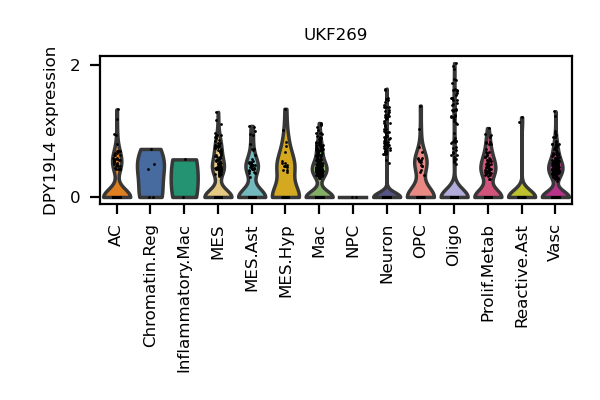 UKF269
DPY19L4 expression
2
0
AC
Chromatin.Reg
Inflammatory.Mac
MES
MES.Ast
MES.Hyp
Mac
NPC
Neuron
OPC
Oligo
Prolif.Metab
Reactive.Ast
Vasc